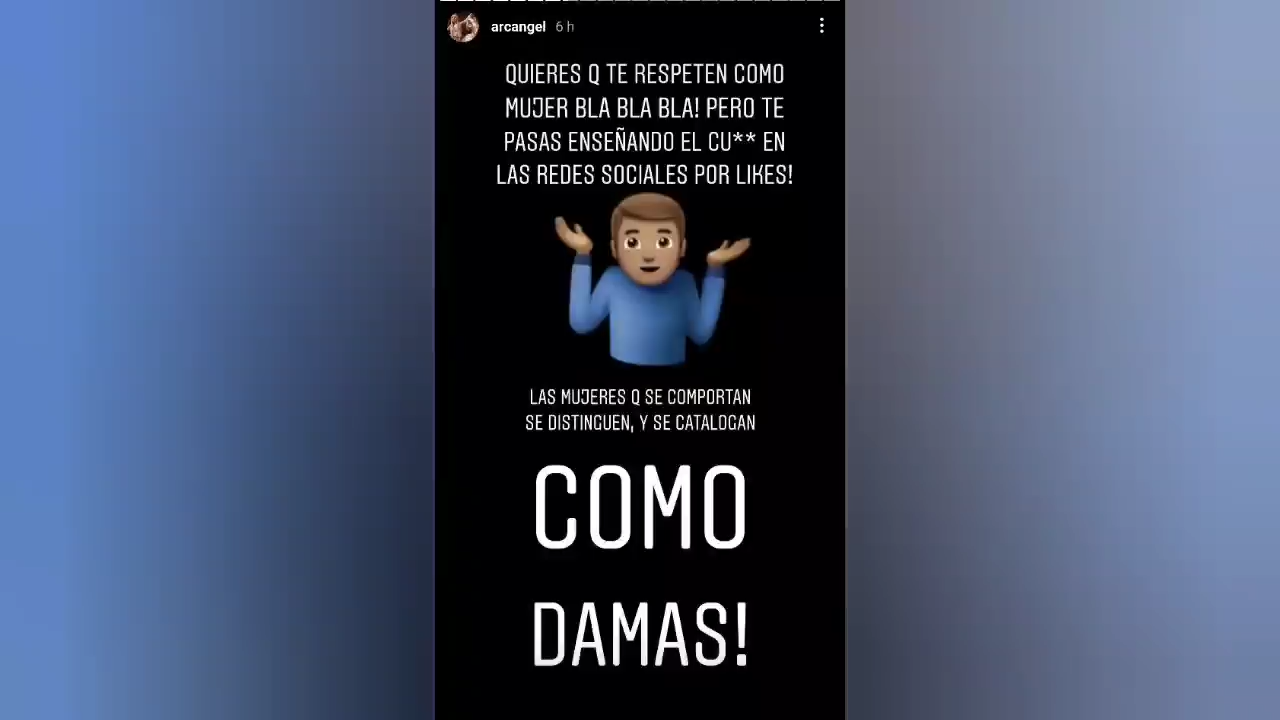 arcangel 6 h
QUIERES Q TE RESPETEN COMO
MUJER BLA BLA BLA! PERO TE
PASAS ENSEÑANDO EL CU** EN
LAS REDES SOCIALES POR LIKES!
LAS MUJERES Q SE COMPORTAN
SE DISTINGUEN, Y SE CATALOGAN
COMO
DAMAS!